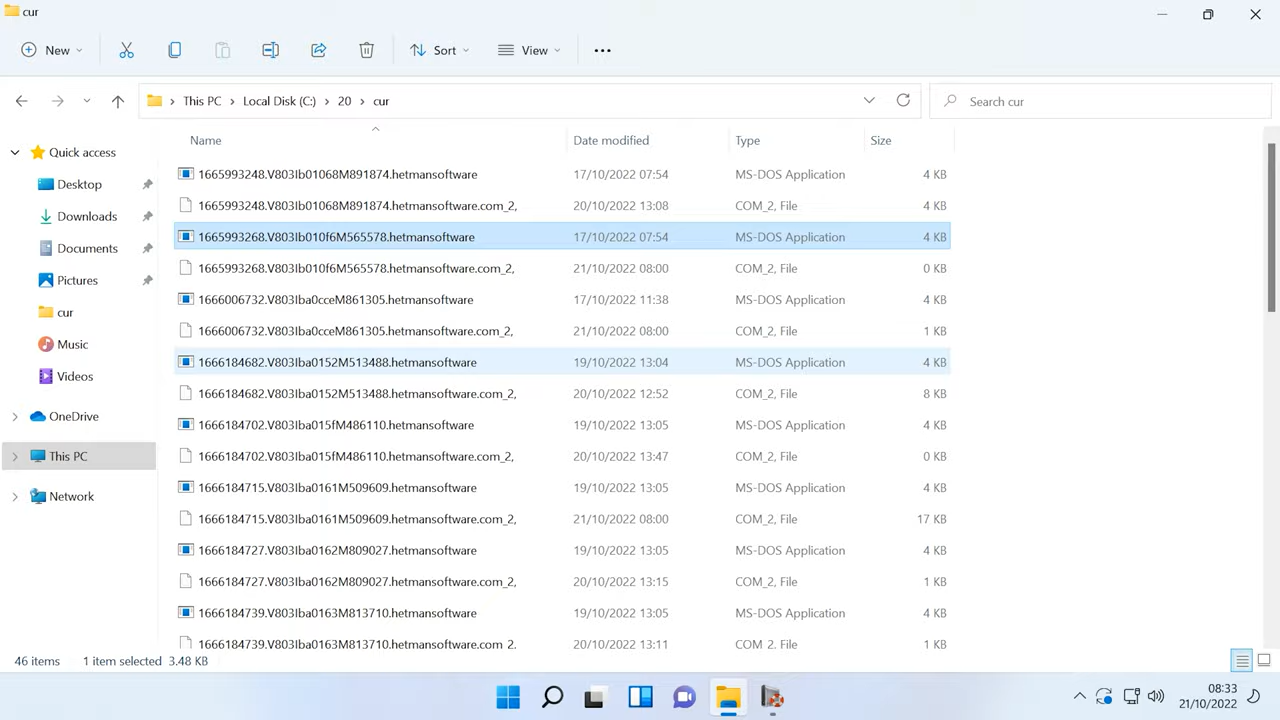 cur
New
Sort
View
This PC > Local Disk (C:) > 20 > cur
Search cur
Name Date modified Type Size
Quick access
Desktop
Downloads
Documents
Pictures
cur
Music
Videos
OneDrive
This PC
Network
1665993248.V803Ib01068M891874.hetmansoftware 17/10/2022 07:54 MS-DOS Application 4 KB
1665993248.V803Ib01068M891874.hetmansoftware.com_2, 20/10/2022 13:08 COM_2, File 4 KB
1665993268.V803Ib010f6M565578.hetmansoftware 17/10/2022 07:54 MS-DOS Application 4 KB
1665993268.V803Ib010f6M565578.hetmansoftware.com_2, 21/10/2022 08:00 COM_2, File 0 KB
1666006732.V803Iba0cceM861305.hetmansoftware 17/10/2022 11:38 MS-DOS Application 4 KB
1666006732.V803Iba0cceM861305.hetmansoftware.com_2, 21/10/2022 08:00 COM_2, File 1 KB
1666184682.V803Iba0152M513488.hetmansoftware 19/10/2022 13:04 MS-DOS Application 4 KB
1666184682.V803Iba0152M513488.hetmansoftware.com_2, 20/10/2022 12:52 COM_2, File 8 KB
1666184702.V803Iba015fM486110.hetmansoftware 19/10/2022 13:05 MS-DOS Application 4 KB
1666184702.V803Iba015fM486110.hetmansoftware.com_2, 20/10/2022 13:47 COM_2, File 0 KB
1666184715.V803Iba0161M509609.hetmansoftware 19/10/2022 13:05 MS-DOS Application 4 KB
1666184715.V803Iba0161M509609.hetmansoftware.com_2, 21/10/2022 08:00 COM_2, File 17 KB
1666184727.V803Iba0162M809027.hetmansoftware 19/10/2022 13:05 MS-DOS Application 4 KB
1666184727.V803Iba0162M809027.hetmansoftware.com_2, 20/10/2022 13:15 COM_2, File 1 KB
1666184739.V803Iba0163M813710.hetmansoftware 19/10/2022 13:05 MS-DOS Application 4 KB
1666184739.V803Iba0163M813710.hetmansoftware.com_2, 20/10/2022 13:11 COM_2, File 1 KB
46 items 1 item selected 3.48 KB
08:33
21/10/2022